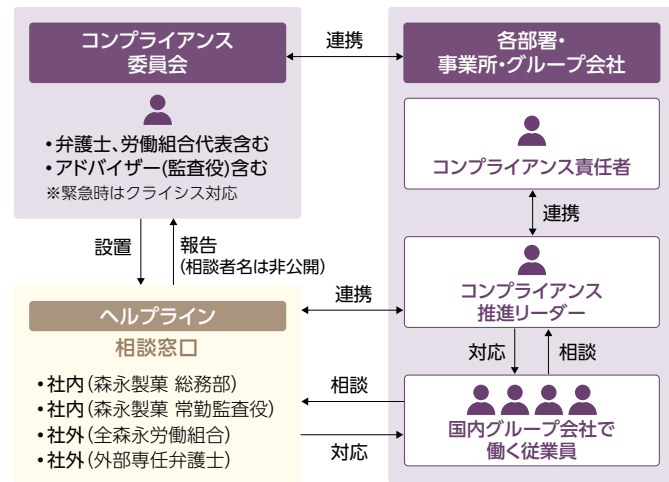 コンプライアンス
委員会
・弁護士、労働組合代表含む
・アドバイザー(監査役)含む
※緊急時はクライシス対応
連携
各部署・
事業所・グループ会社
コンプライアンス責任者
連携
コンプライアンス
推進リーダー
対応
相談
国内グループ会社で
働く従業員
設置
報告
(相談者名は非公開)
連携
ヘルプライン
相談窓口
・社内(森永製菓 総務部)
・社内(森永製菓 常勤監査役)
・社外(全森永労働組合)
・社外(外部専任弁護士)
相談
対応